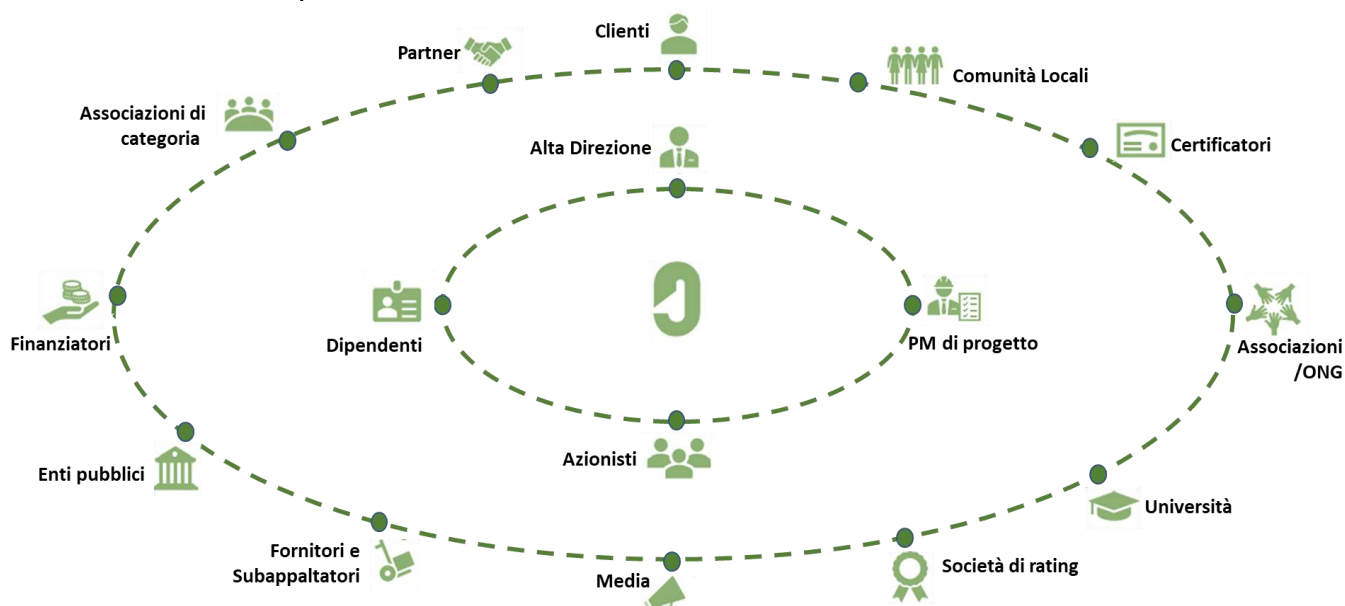 Clienti
Partner
Comunità Locali
Associazioni di
categoria
Certificatori
Alta Direzione
Finanziatori
Dipendenti
PM di progetto
Associazioni
/ONG
Enti pubblici
Azionisti
Università
Fornitori e
Subappaltatori
Media
Società di rating